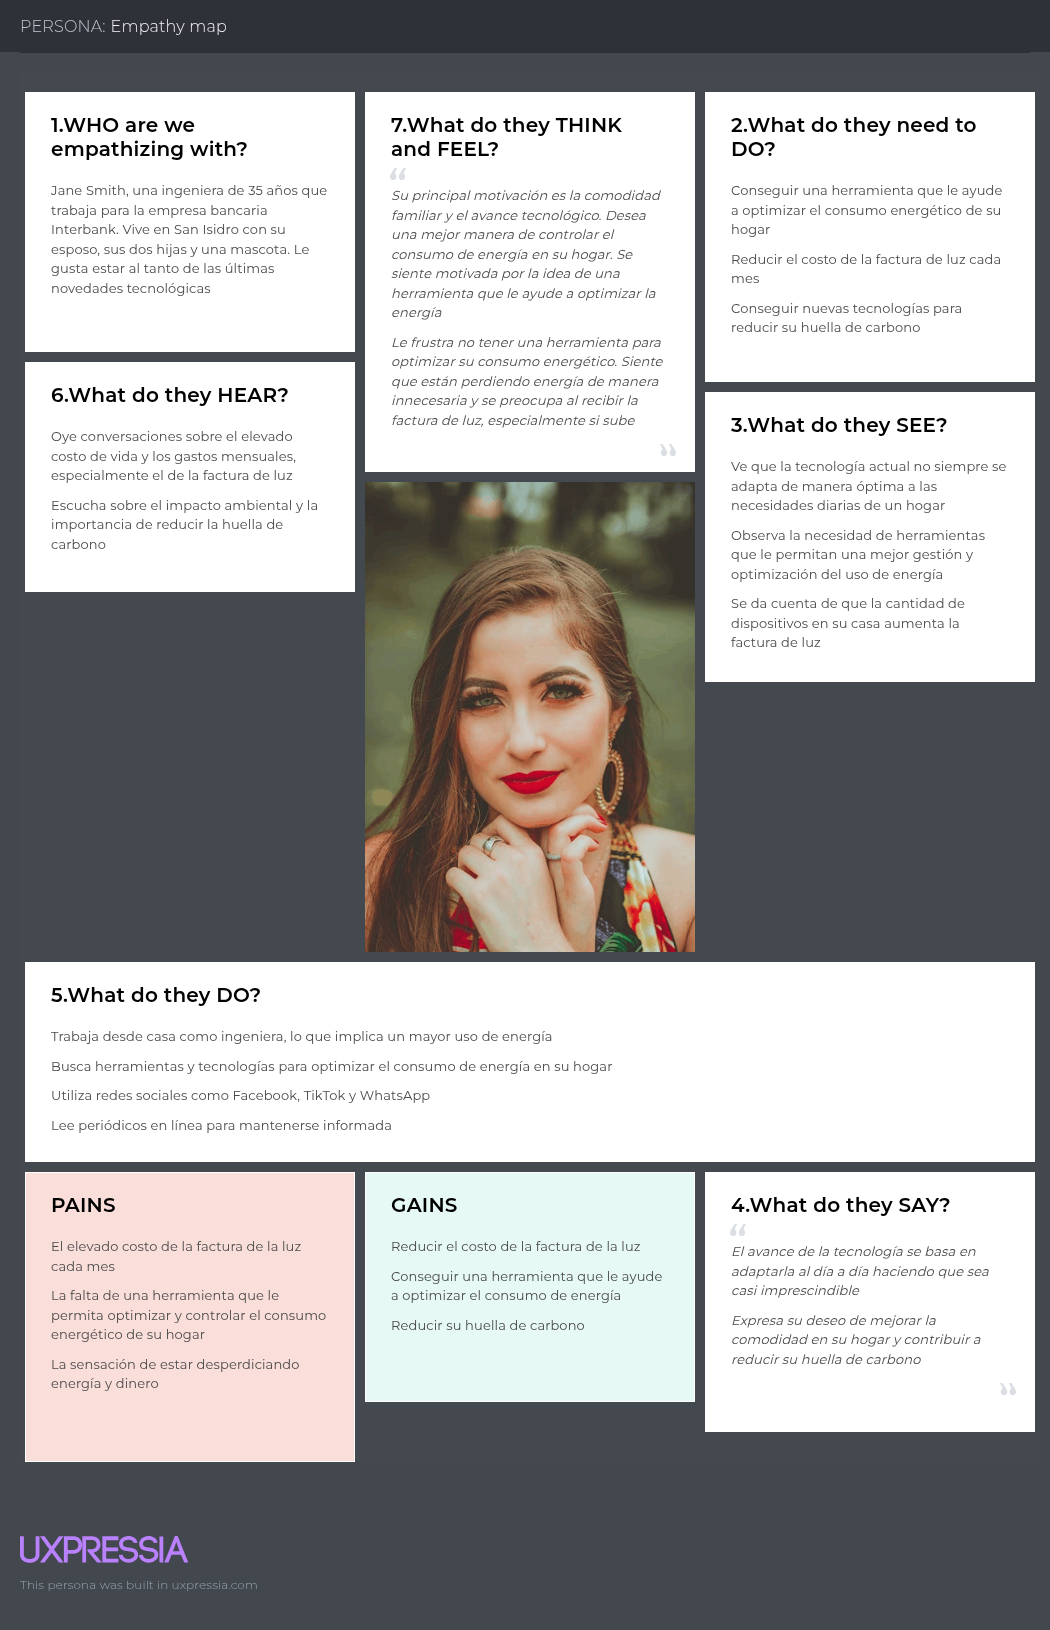 PERSONA: Empathy map
1.WHO are we
empathizing with?
Jane Smith, una ingeniera de 35 años que
trabaja para la empresa bancaria
Interbank. Vive en San Isidro con su
esposo, sus dos hijas y una mascota. Le
gusta estar al tanto de las últimas
novedades tecnológicas
7.What do they THINK
and FEEL?
“
Su principal motivación es la comodidad
familiar y el avance tecnológico. Desea
una mejor manera de controlar el
consumo de energía en su hogar. Se
siente motivada por la idea de una
herramienta que le ayude a optimizar la
energía
Le frustra no tener una herramienta para
optimizar su consumo energético. Siente
que están perdiendo energía de manera
innecesaria y se preocupa al recibir la
factura de luz, especialmente si sube
”
2.What do they need to
DO?
Conseguir una herramienta que le ayude
a optimizar el consumo energético de su
hogar
Reducir el costo de la factura de luz cada
mes
Conseguir nuevas tecnologías para
reducir su huella de carbono
6.What do they HEAR?
Oye conversaciones sobre el elevado
costo de vida y los gastos mensuales,
especialmente el de la factura de luz
Escucha sobre el impacto ambiental y la
importancia de reducir la huella de
carbono
3.What do they SEE?
Ve que la tecnología actual no siempre se
adapta de manera óptima a las
necesidades diarias de un hogar
Observa la necesidad de herramientas
que le permitan una mejor gestión y
optimización del uso de energía
Se da cuenta de que la cantidad de
dispositivos en su casa aumenta la
factura de luz
5.What do they DO?
Trabaja desde casa como ingeniera, lo que implica un mayor uso de energía
Busca herramientas y tecnologías para optimizar el consumo de energía en su hogar
Utiliza redes sociales como Facebook, TikTok y WhatsApp
Lee periódicos en línea para mantenerse informada
PAINS
El elevado costo de la factura de la luz
cada mes
La falta de una herramienta que le
permita optimizar y controlar el consumo
energético de su hogar
La sensación de estar desperdiciando
energía y dinero
GAINS
Reducir el costo de la factura de la luz
Conseguir una herramienta que le ayude
a optimizar el consumo de energía
Reducir su huella de carbono
4.What do they SAY?
“
El avance de la tecnología se basa en
adaptarla al día a día haciendo que sea
casi imprescindible
Expresa su deseo de mejorar la
comodidad en su hogar y contribuir a
reducir su huella de carbono
”
UXPRESSIA
This persona was built in uxpressia.com